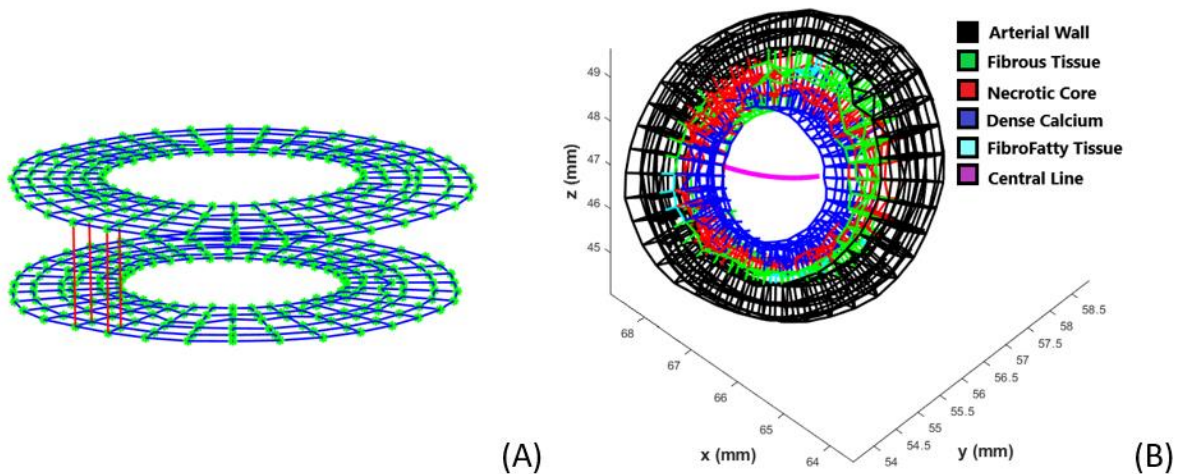 Arterial Wall
Fibrous Tissue
Necrotic Core
Dense Calcium
FibroFatty Tissue
Central Line
49
48
47
46
45
z (mm)
68
67
66
65
64
x (mm)
58.5
58
57.5
57
56.5
56
55.5
55
54.5
54
y (mm)
(A)
(B)